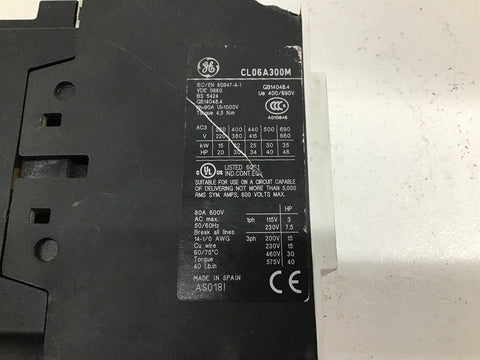 CL06A300M
IEC/EN 60947-4-1
VDE 0660
BS 5424
GB14048.4
Ith=90A Ui=1000V
Torque 4,5 Nm
GB14048.4
Ue 400/690V
CCC
A010846
AC3 220 400 440 500 690
V 220 380 415 660
kW 15 22 25 30 35
HP 20 30 34 40 48
UL US LISTED
IND.CONT.EQ.
SUITABLE FOR USE ON A CIRCUIT CAPABLE
OF DELIVERING NOT MORE THAN 5,000
RMS SYM. AMPS, 600 VOLTS MAX.
80A 600V
AC max.
50/60Hz
Break all lines
14-1/0 AWG
Cu wire
60/75°C
Torque
40 Lb.in
HP
1ph 115V 3
230V 7.5
3ph 200V 15
230V 15
460V 30
575V 40
MADE IN SPAIN
AS018I
CE